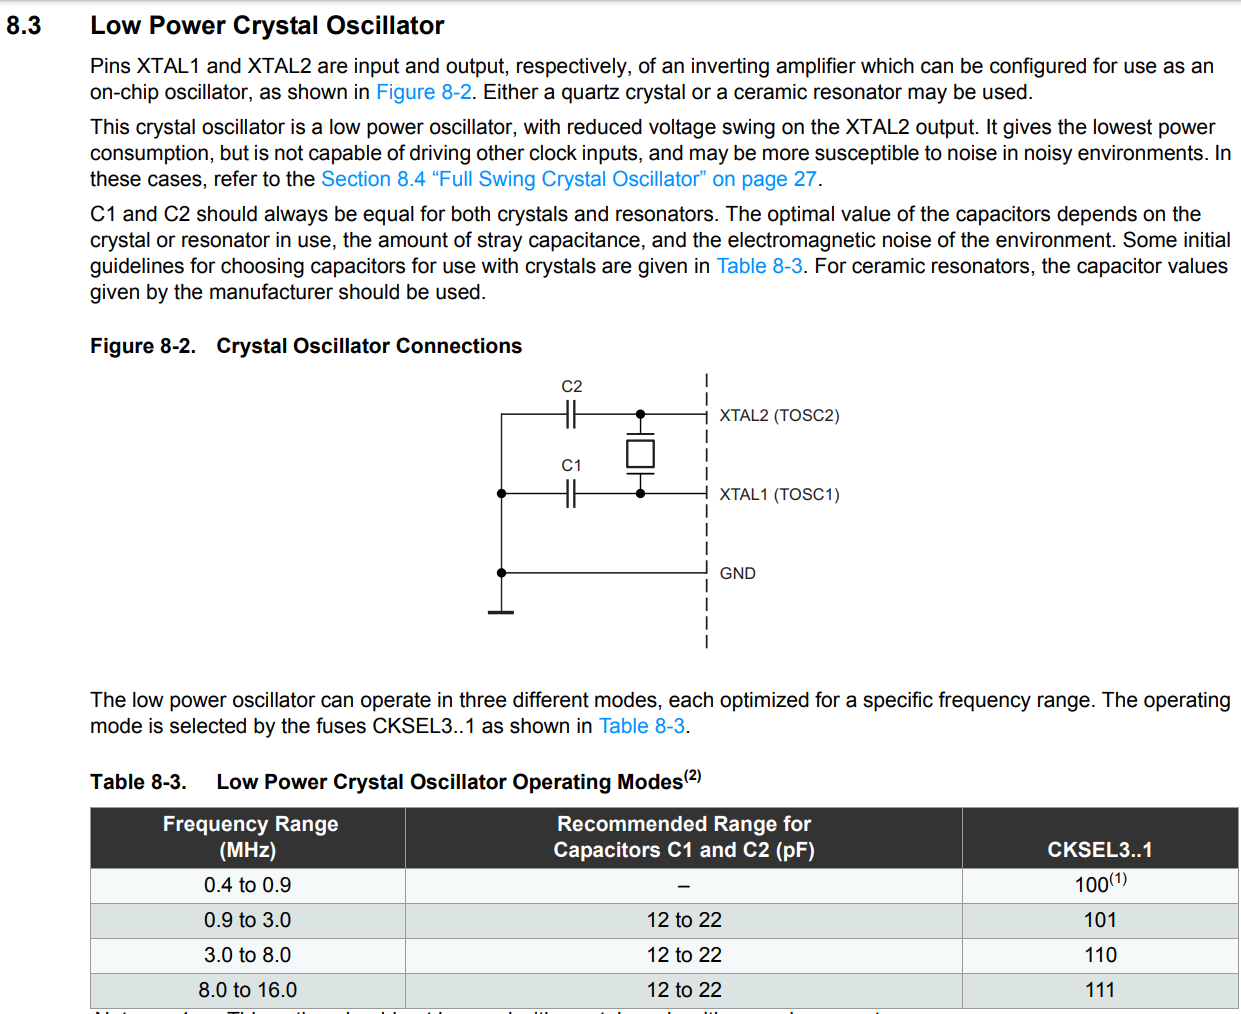 8.3 Low Power Crystal Oscillator
Pins XTAL1 and XTAL2 are input and output, respectively, of an inverting amplifier which can be configured for use as an
on-chip oscillator, as shown in Figure 8-2. Either a quartz crystal or a ceramic resonator may be used.
This crystal oscillator is a low power oscillator, with reduced voltage swing on the XTAL2 output. It gives the lowest power
consumption, but is not capable of driving other clock inputs, and may be more susceptible to noise in noisy environments. In
these cases, refer to the Section 8.4 “Full Swing Crystal Oscillator” on page 27.
C1 and C2 should always be equal for both crystals and resonators. The optimal value of the capacitors depends on the
crystal or resonator in use, the amount of stray capacitance, and the electromagnetic noise of the environment. Some initial
guidelines for choosing capacitors for use with crystals are given in Table 8-3. For ceramic resonators, the capacitor values
given by the manufacturer should be used.
Figure 8-2. Crystal Oscillator Connections
C2
XTAL2 (TOSC2)
C1
XTAL1 (TOSC1)
GND
The low power oscillator can operate in three different modes, each optimized for a specific frequency range. The operating
mode is selected by the fuses CKSEL3..1 as shown in Table 8-3.
Table 8-3. Low Power Crystal Oscillator Operating Modes(2)
Frequency Range
(MHz)
Recommended Range for
Capacitors C1 and C2 (pF)
CKSEL3..1
0.4 to 0.9 – 100(1)
0.9 to 3.0 12 to 22 101
3.0 to 8.0 12 to 22 110
8.0 to 16.0 12 to 22 111